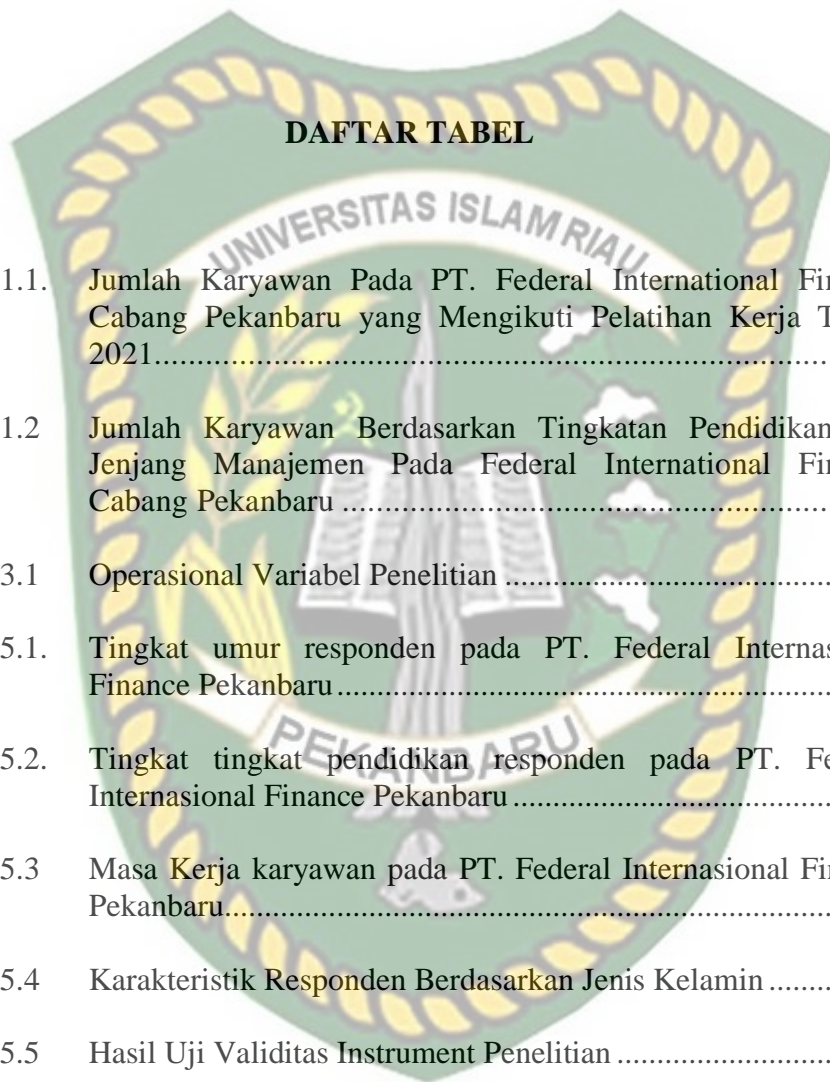 DAFTAR TABEL
UNIVERSITAS ISLAM RIAU
1.1. Jumlah Karyawan Pada PT. Federal International Fin
Cabang Pekanbaru yang Mengikuti Pelatihan Kerja T
2021............................................................
1.2 Jumlah Karyawan Berdasarkan Tingkatan Pendidikan
Jenjang Manajemen Pada Federal International Fin
Cabang Pekanbaru ............................................................
3.1 Operasional Variabel Penelitian ............................................................
5.1. Tingkat umur responden pada PT. Federal Internas
Finance Pekanbaru ............................................................
PEKANBARU
5.2. Tingkat tingkat pendidikan responden pada PT. Fe
Internasional Finance Pekanbaru ............................................................
5.3 Masa Kerja karyawan pada PT. Federal Internasional Fin
Pekanbaru............................................................
5.4 Karakteristik Responden Berdasarkan Jenis Kelamin ........
5.5 Hasil Uji Validitas Instrument Penelitian ............................